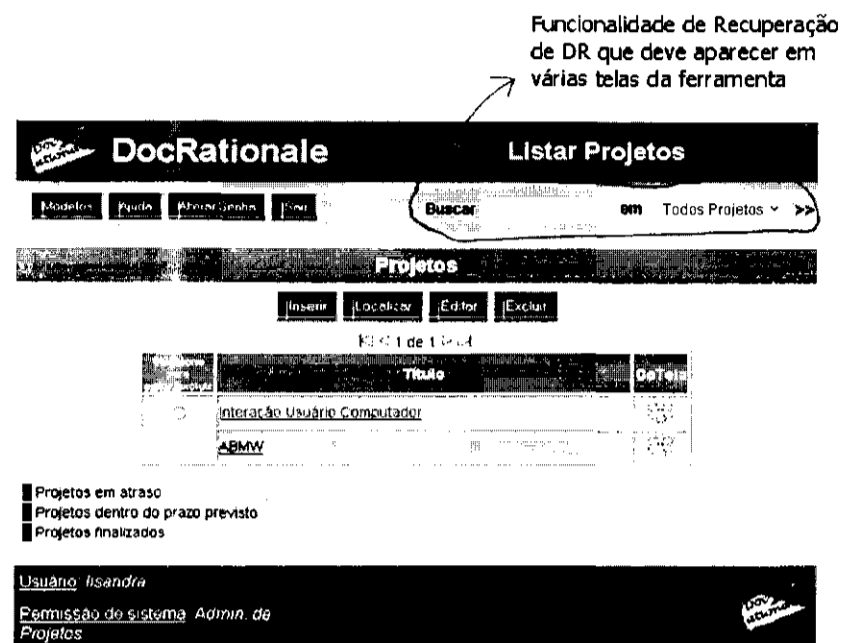 Funcionalidade de Recuperação
de DR que deve aparecer em
várias telas da ferramenta
DocRationale
Listar Projetos
Modelos Ajuda Alterar Senha Sair
Buscar em Todos Projetos >>
Projetos
Inserir Localizar Editar Excluir
1 de 1
Título DeTeta
Interação Usuário Computador
ABMW
Projetos em atraso
Projetos dentro do prazo previsto
Projetos finalizados
Usuário: lisandra
Permissão de sistema: Admin. de
Projetos